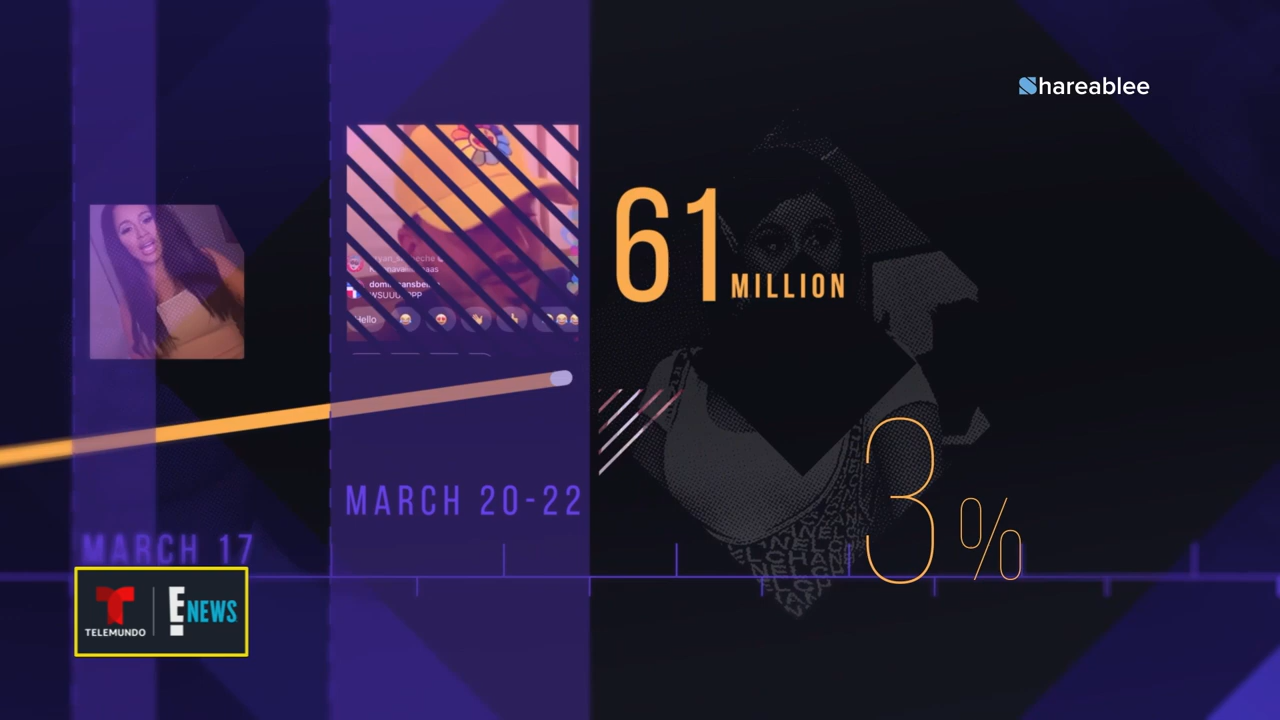 Shareablee
61 MILLION
Hello
MARCH 20-22
3%
MARCH 17
TELEMUNDO
E! NEWS